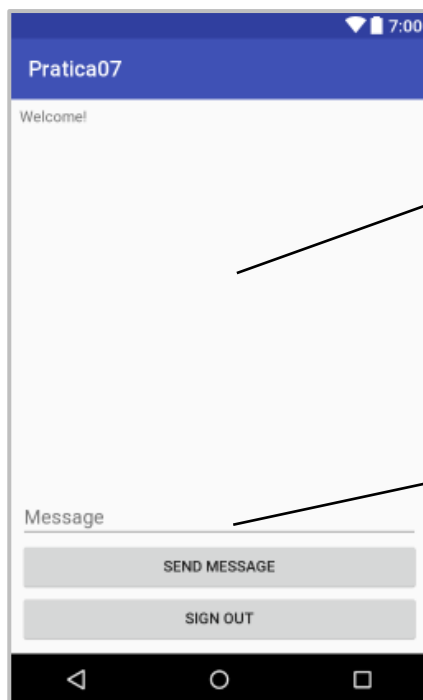 7:00
Pratica07
Welcome!
Message
SEND MESSAGE
SIGN OUT